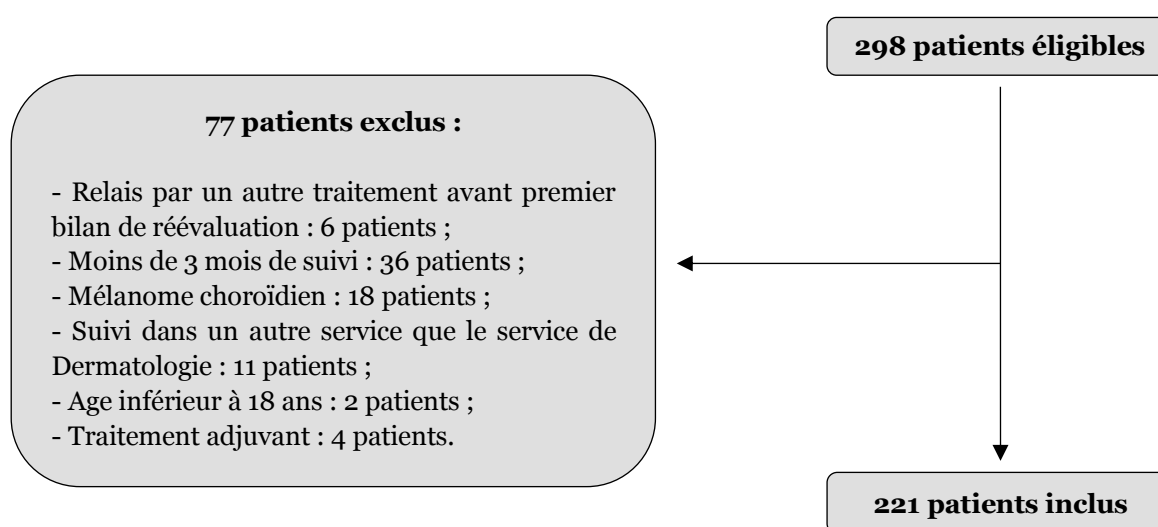 298 patients éligibles
77 patients exclus :
- Relais par un autre traitement avant premier
bilan de réévaluation : 6 patients ;
- Moins de 3 mois de suivi : 36 patients ;
- Mélanome choroïdien : 18 patients ;
- Suivi dans un autre service que le service de
Dermatologie : 11 patients ;
- Age inférieur à 18 ans : 2 patients ;
- Traitement adjuvant : 4 patients.
221 patients inclus